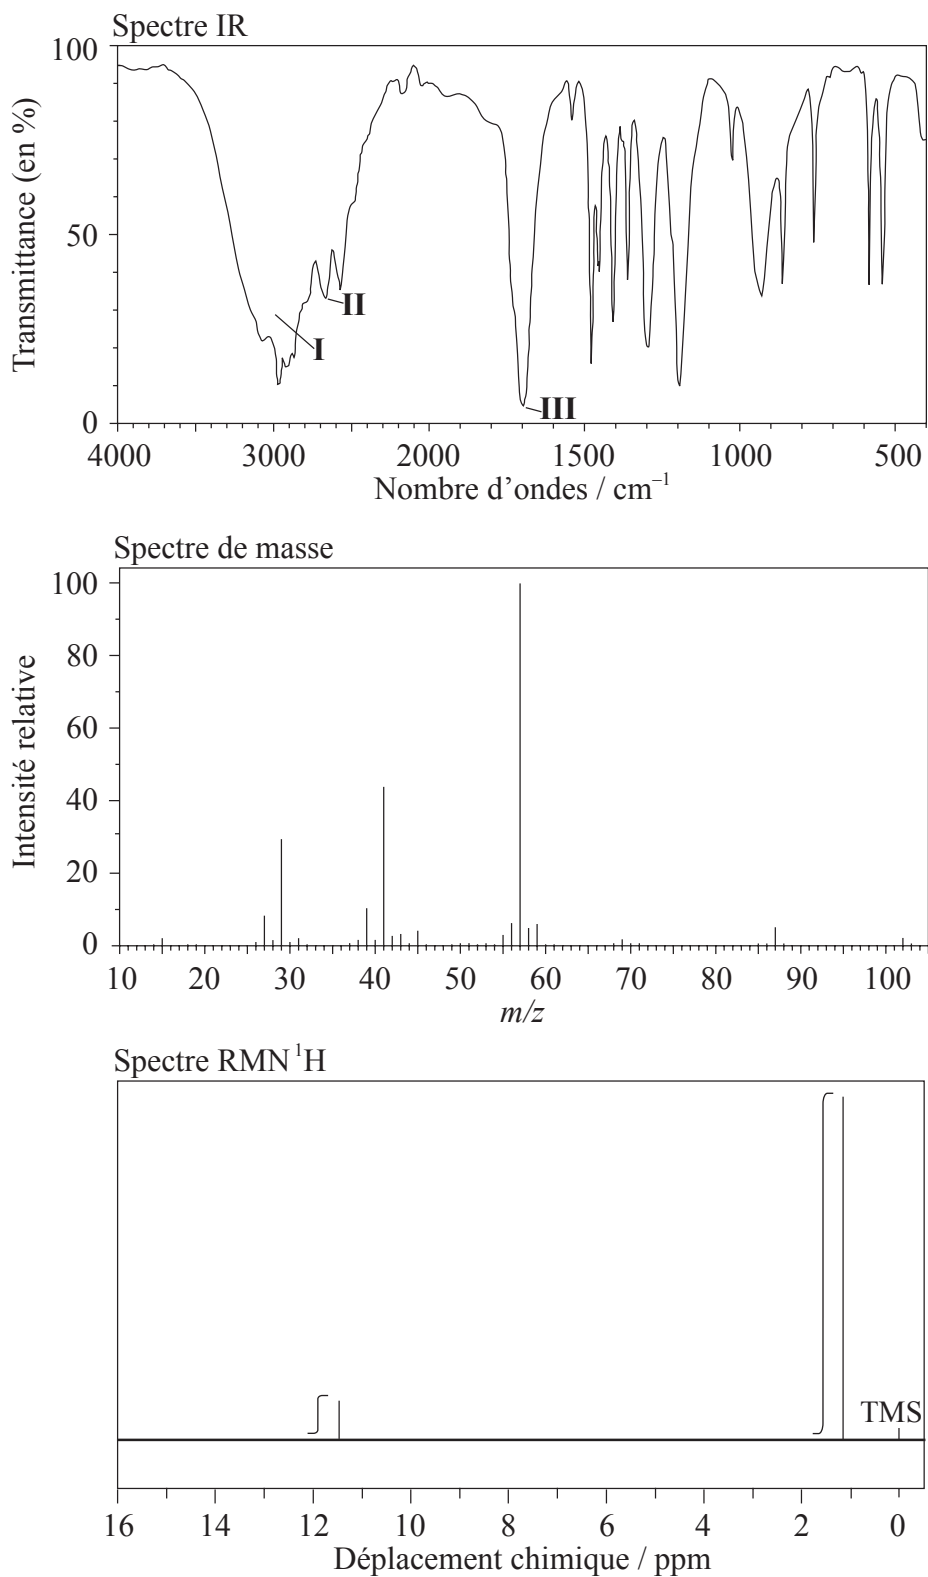 Spectre IR
100
50
0
Transmittance (en %)
I
II
III
4000 3000 2000 1500 1000 500
Nombre d’ondes / cm⁻¹
Spectre de masse
100
80
60
40
20
0
Intensité relative
10 20 30 40 50 60 70 80 90 100
m/z
Spectre RMN ¹H
TMS
16 14 12 10 8 6 4 2 0
Déplacement chimique / ppm